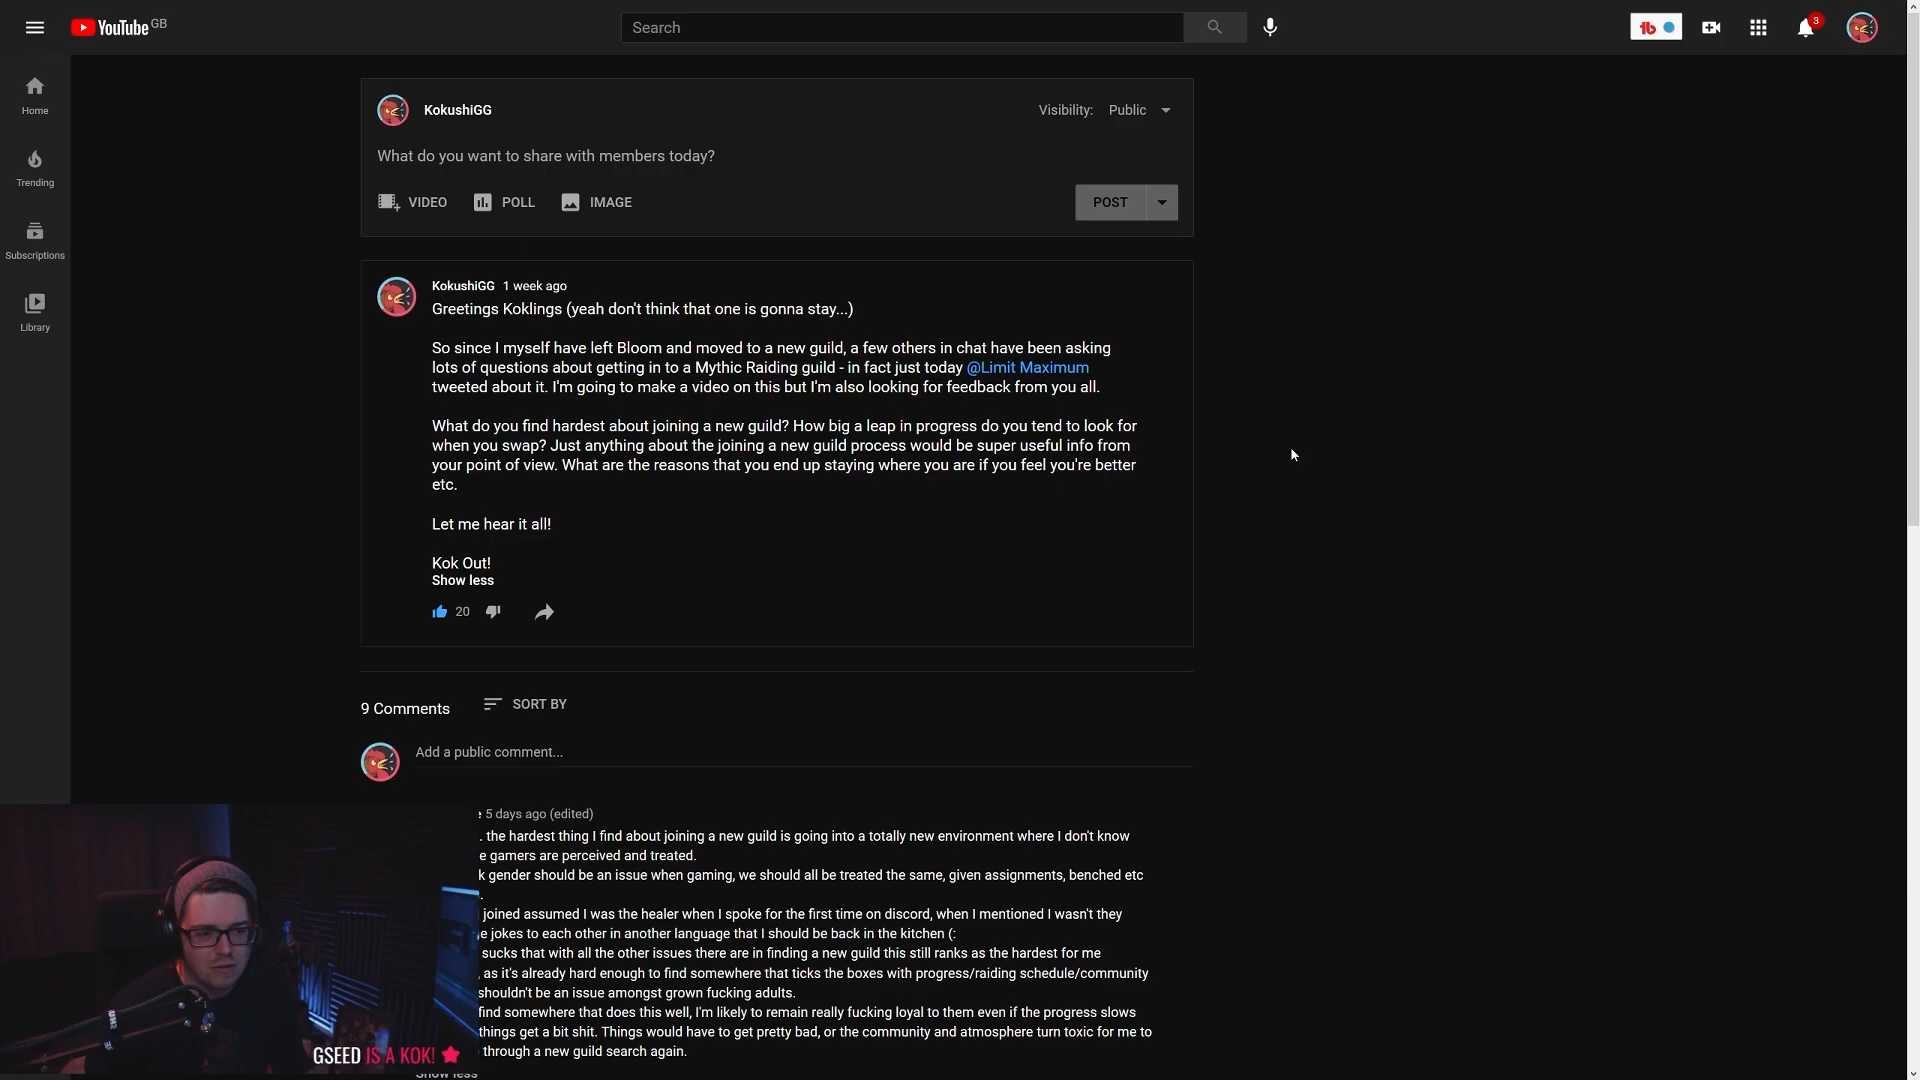 YouTube GB
Search
3
Home
Trending
Subscriptions
Library
KokushiGG
Visibility: Public
What do you want to share with members today?
VIDEO POLL IMAGE
POST
KokushiGG 1 week ago
Greetings Koklings (yeah don't think that one is gonna stay...)
So since I myself have left Bloom and moved to a new guild, a few others in chat have been asking
lots of questions about getting in to a Mythic Raiding guild - in fact just today @Limit Maximum
tweeted about it. I'm going to make a video on this but I'm also looking for feedback from you all.
What do you find hardest about joining a new guild? How big a leap in progress do you tend to look for
when you swap? Just anything about the joining a new guild process would be super useful info from
your point of view. What are the reasons that you end up staying where you are if you feel you're better
etc.
Let me hear it all!
Kok Out!
Show less
20
9 Comments SORT BY
Add a public comment...
5 days ago (edited)
. the hardest thing I find about joining a new guild is going into a totally new environment where I don't know
e gamers are perceived and treated.
k gender should be an issue when gaming, we should all be treated the same, given assignments, benched etc
.
joined assumed I was the healer when I spoke for the first time on discord, when I mentioned I wasn't they
e jokes to each other in another language that I should be back in the kitchen (:
sucks that with all the other issues there are in finding a new guild this still ranks as the hardest for me
, as it's already hard enough to find somewhere that ticks the boxes with progress/raiding schedule/community
shouldn't be an issue amongst grown fucking adults.
find somewhere that does this well, I'm likely to remain really fucking loyal to them even if the progress slows
things get a bit shit. Things would have to get pretty bad, or the community and atmosphere turn toxic for me to
through a new guild search again.
Show less
GSEED IS A KOK!